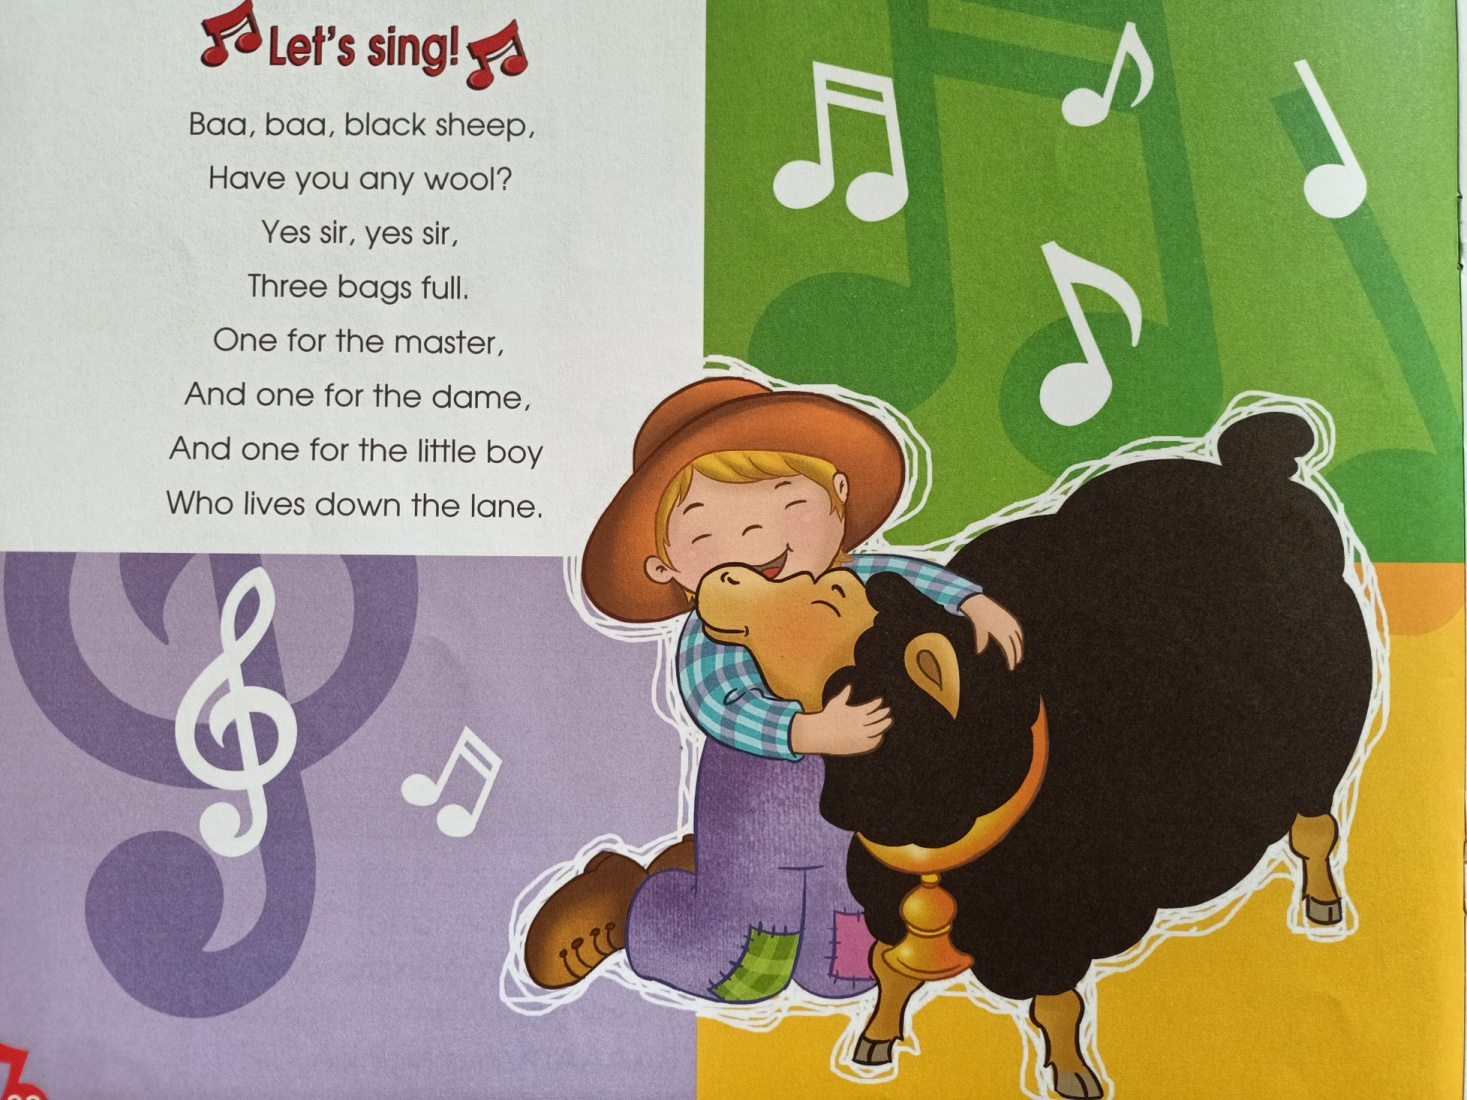 Let's sing!
Baa, baa, black sheep,
Have you any wool?
Yes sir, yes sir,
Three bags full.
One for the master,
And one for the dame,
And one for the little boy
Who lives down the lane.